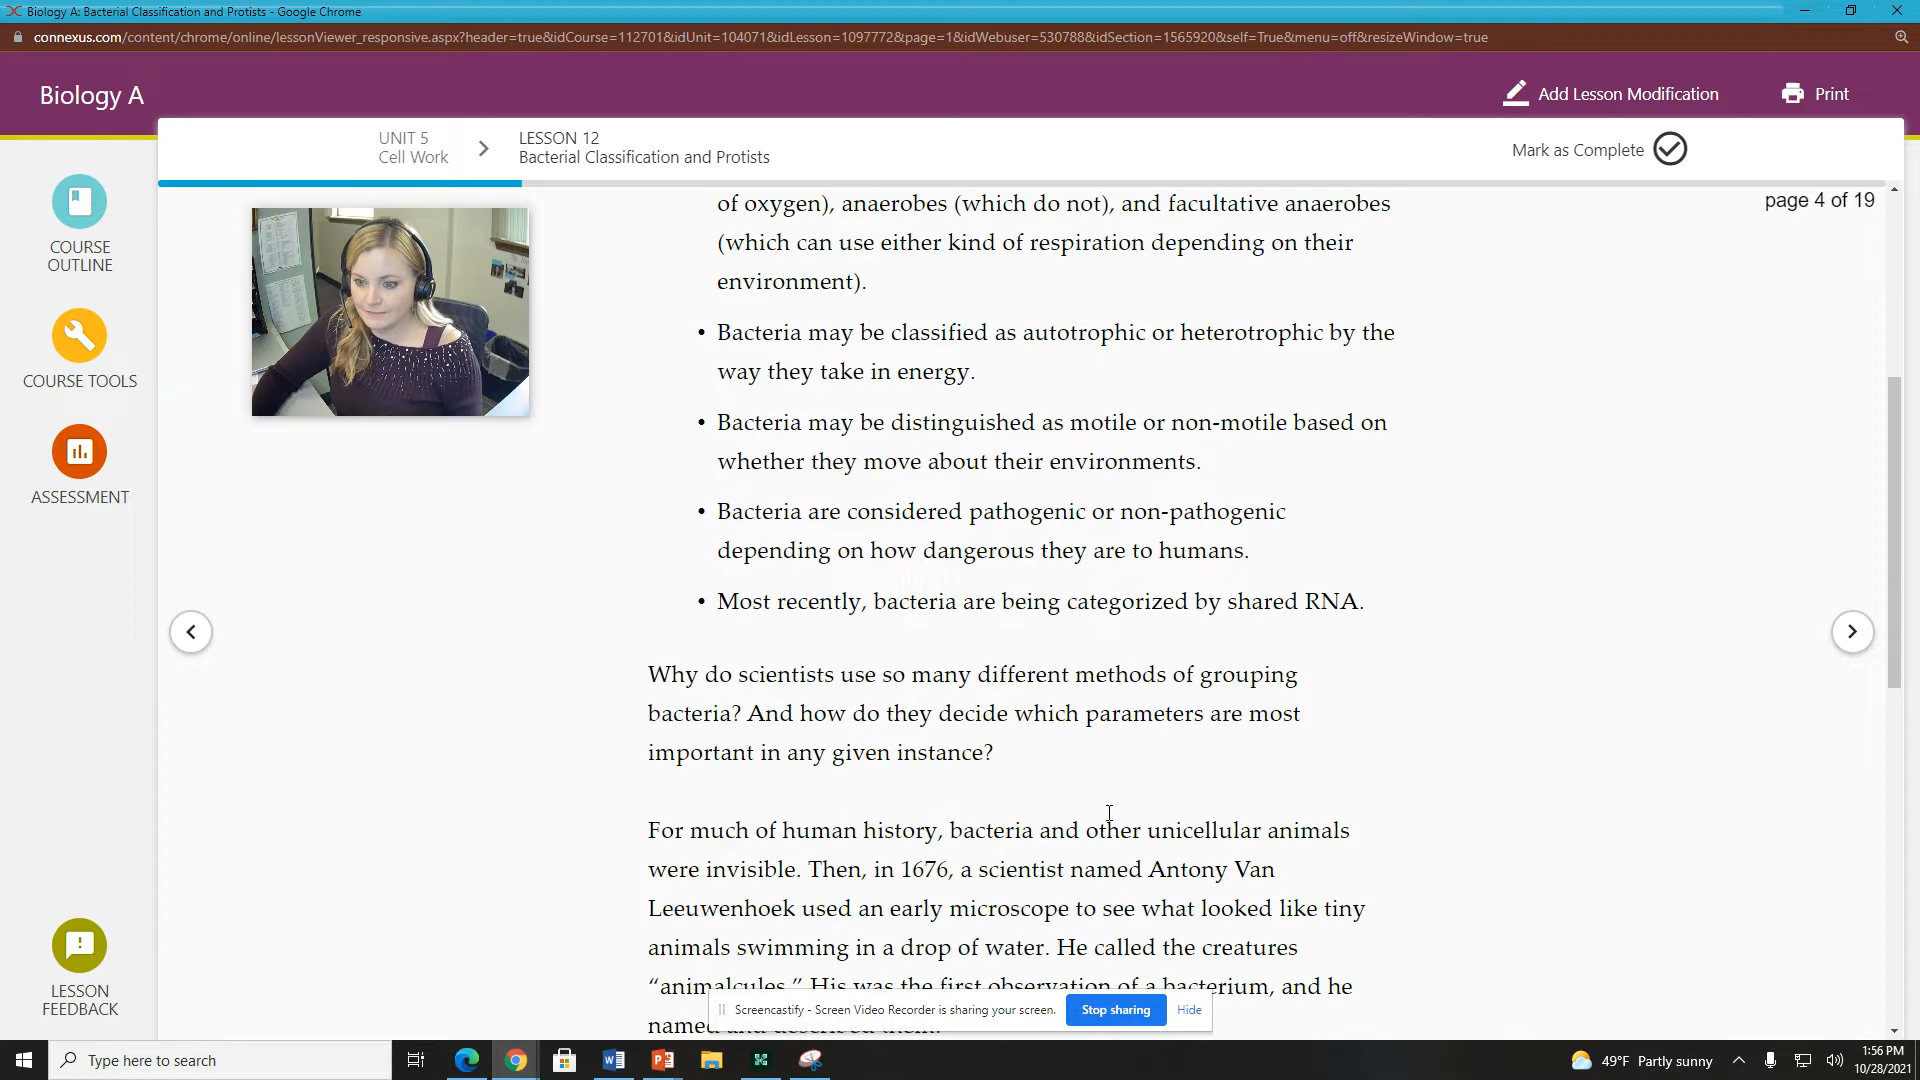 Biology A: Bacterial Classification and Protists - Google Chrome
connexus.com/content/chrome/online/lessonViewer_responsive.aspx?header=true&idCourse=112701&idUnit=104071&idLesson=1097772&page=1&idWebuser=530788&idSection=1565920&self=True&menu=off&resizeWindow=true
Biology A
Add Lesson Modification
Print
UNIT 5
Cell Work
LESSON 12
Bacterial Classification and Protists
Mark as Complete
page 4 of 19
COURSE
OUTLINE
COURSE TOOLS
ASSESSMENT
LESSON
FEEDBACK
of oxygen), anaerobes (which do not), and facultative anaerobes
(which can use either kind of respiration depending on their
environment).
• Bacteria may be classified as autotrophic or heterotrophic by the
way they take in energy.
• Bacteria may be distinguished as motile or non-motile based on
whether they move about their environments.
• Bacteria are considered pathogenic or non-pathogenic
depending on how dangerous they are to humans.
• Most recently, bacteria are being categorized by shared RNA.
Why do scientists use so many different methods of grouping
bacteria? And how do they decide which parameters are most
important in any given instance?
For much of human history, bacteria and other unicellular animals
were invisible. Then, in 1676, a scientist named Antony Van
Leeuwenhoek used an early microscope to see what looked like tiny
animals swimming in a drop of water. He called the creatures
“animalcules.” His was the first observation of a bacterium, and he
named and described them.
Screencastify - Screen Video Recorder is sharing your screen.
Stop sharing
Hide
Type here to search
49°F Partly sunny
1:56 PM
10/28/2021